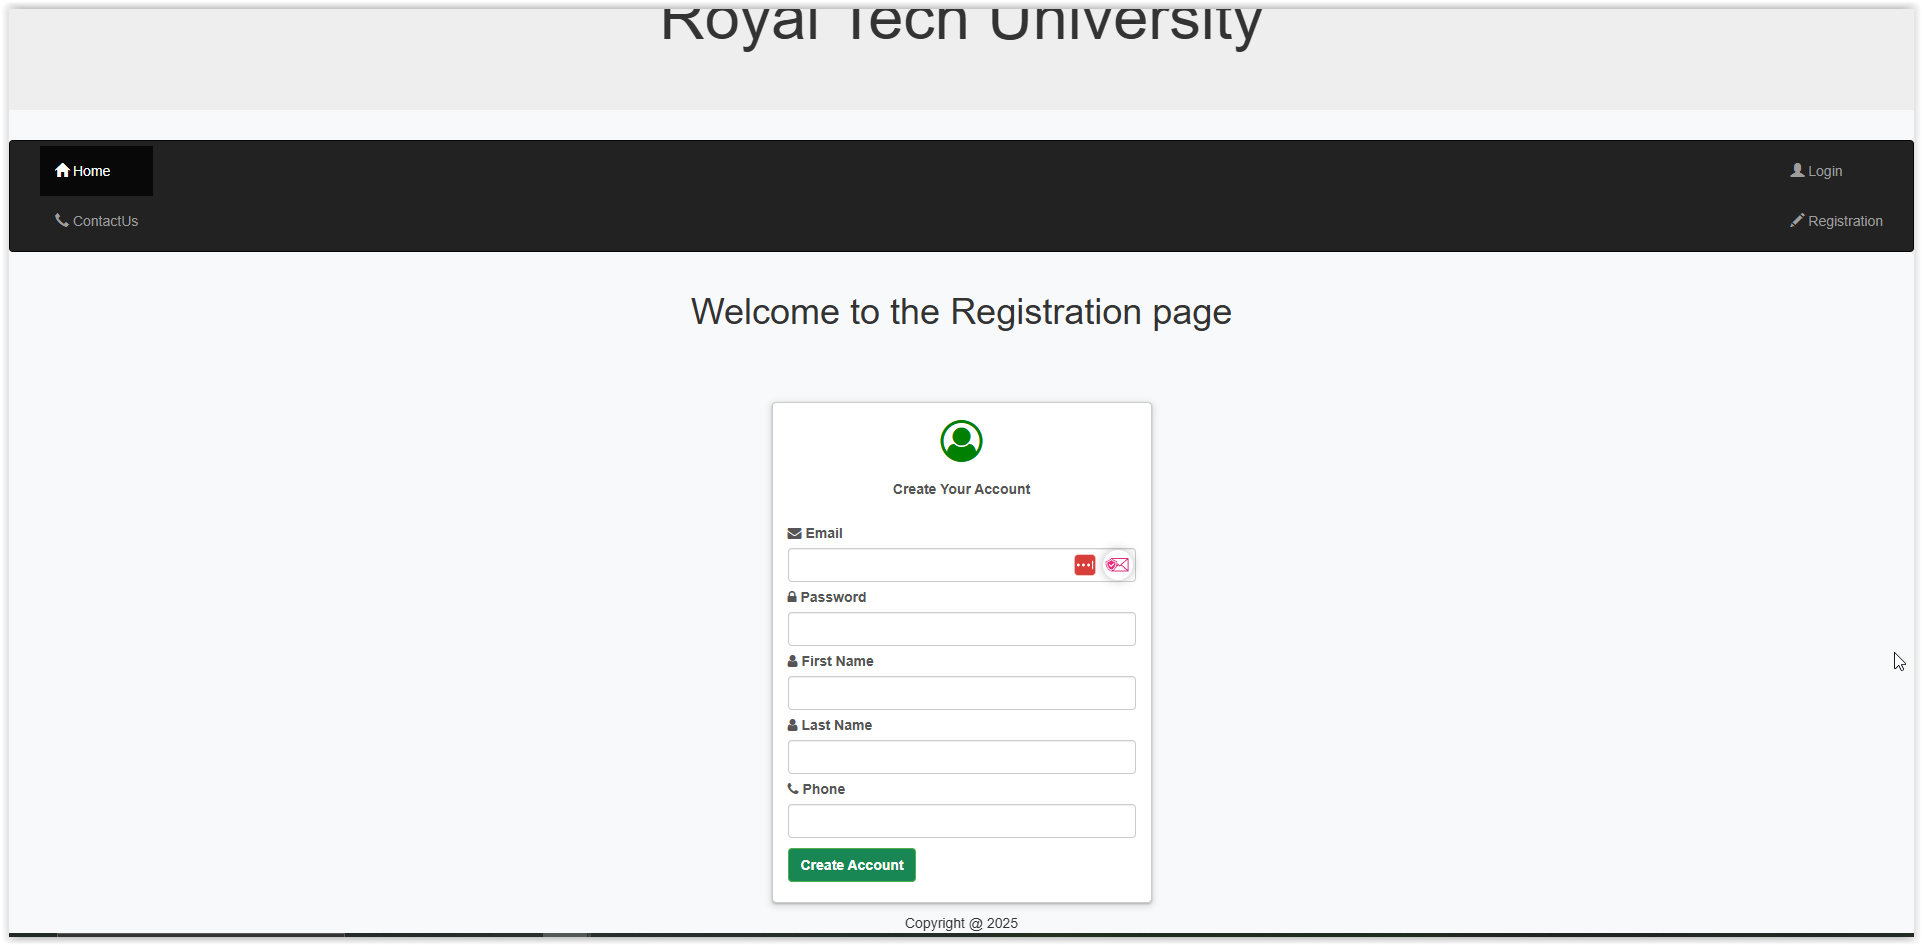 Royal Tech University
Home
Login
ContactUs
Registration
Welcome to the Registration page
Create Your Account
Email
Password
First Name
Last Name
Phone
Create Account
Copyright @ 2025